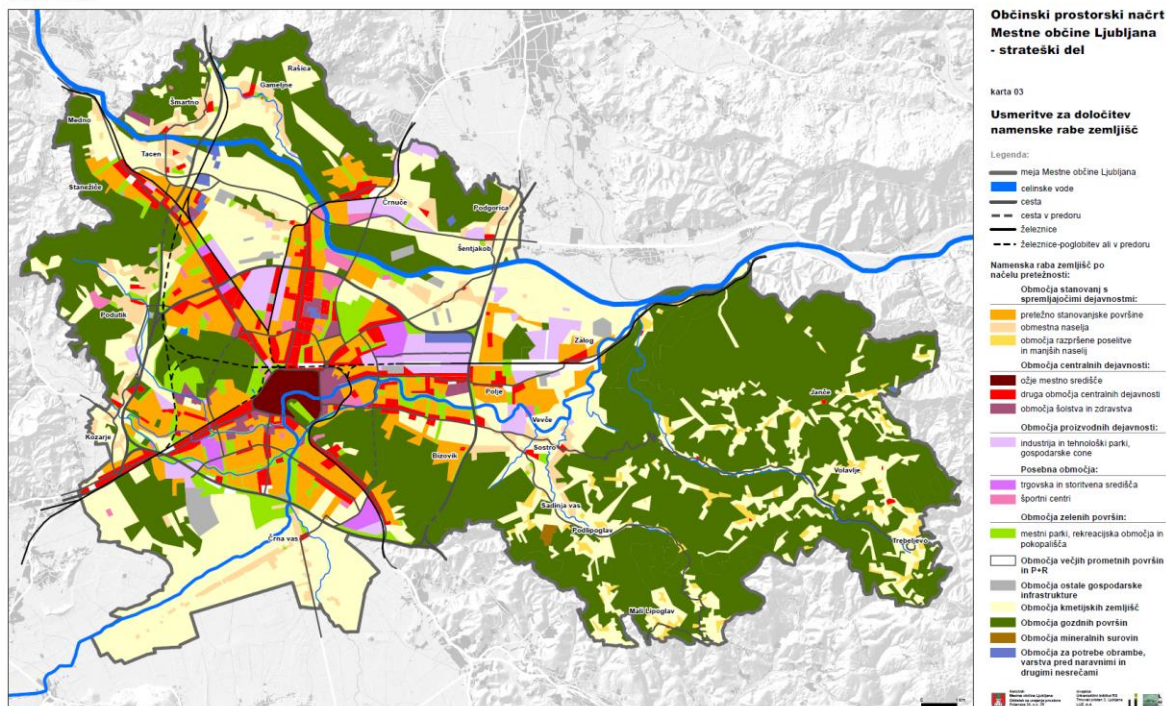 Občinski prostorski načrt
Mestne občine Ljubljana
- strateški del
karta 03
Usmeritve za določitev
namenske rabe zemljišč
Legenda:
meja Mestne občine Ljubljana
celinske vode
cesta
cesta v predoru
železnice
železnice-poglobitev ali v predoru
Namenska raba zemljišč po
načelu pretežnosti:
Območja stanovanj s
spremljajočimi dejavnostmi:
pretežno stanovanjske površine
obmestna naselja
območja razpršene poselitve
in manjših naselij
Območja centralnih dejavnosti:
ožje mestno središče
druga območja centralnih dejavnosti
območja šolstva in zdravstva
Območja proizvodnih dejavnosti:
industrija in tehnološki parki,
gospodarske cone
Posebna območja:
trgovska in storitvena središča
športni centri
Območja zelenih površin:
mestni parki, rekreacijska območja in
pokopališča
Območja večjih prometnih površin
in P+R
Območja ostale gospodarske
infrastrukture
Območja kmetijskih zemljišč
Območja gozdnih površin
Območja mineralnih surovin
Območja za potrebe obrambe,
varstva pred naravnimi in
drugimi nesrečami
Rašica
Gameljne
Šmartno
Medno
Tacen
Stanežiče
Črnuče
Podgorica
Šentjakob
Podutik
Zalog
Polje
Janče
Vevče
Kozarje
Sostro
Bizovik
Volavlje
Sadinja vas
Podlipoglav
Črna vas
Trebeljevo
Mali Lipoglav
Mestna občina Ljubljana